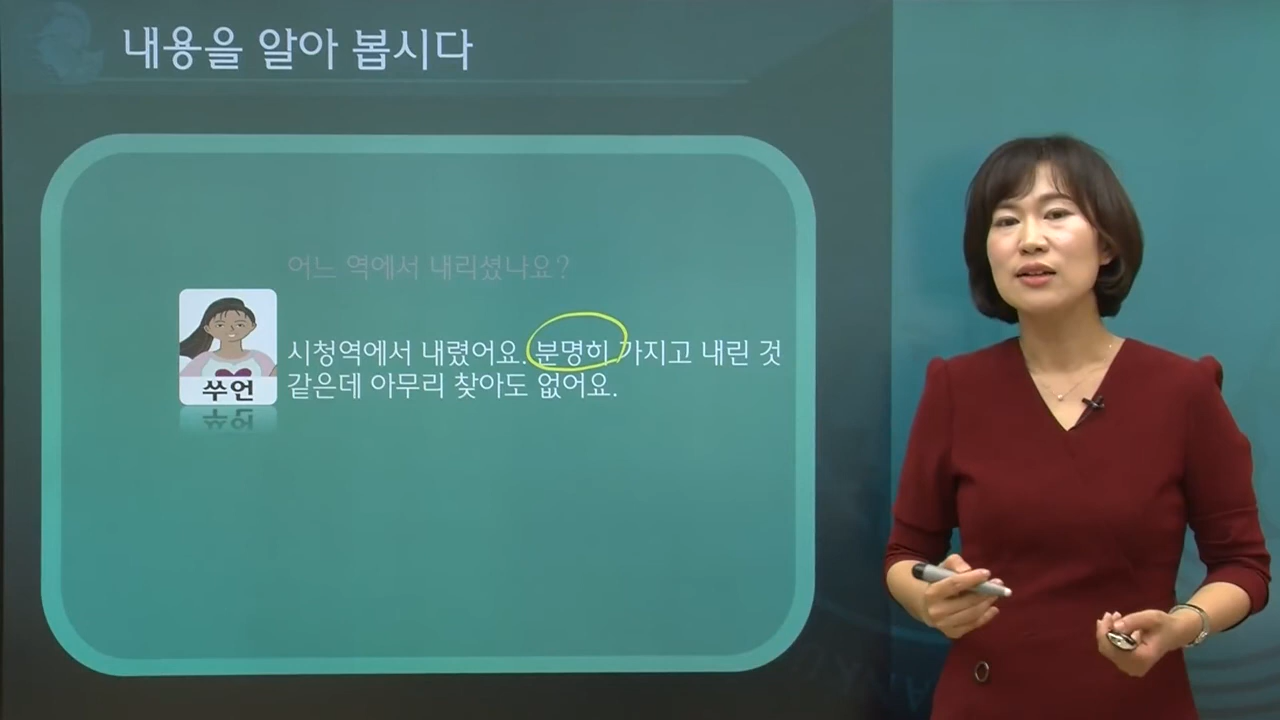 내용을 알아 봅시다
어느 역에서 내리셨나요?
시청역에서 내렸어요. 분명히 가지고 내린 것
같은데 아무리 찾아도 없어요.
쑤언